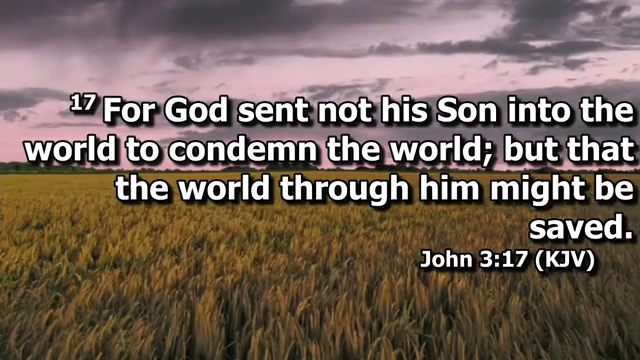 17 For God sent not his Son into the
world to condemn the world; but that
the world through him might be
saved.
John 3:17 (KJV)